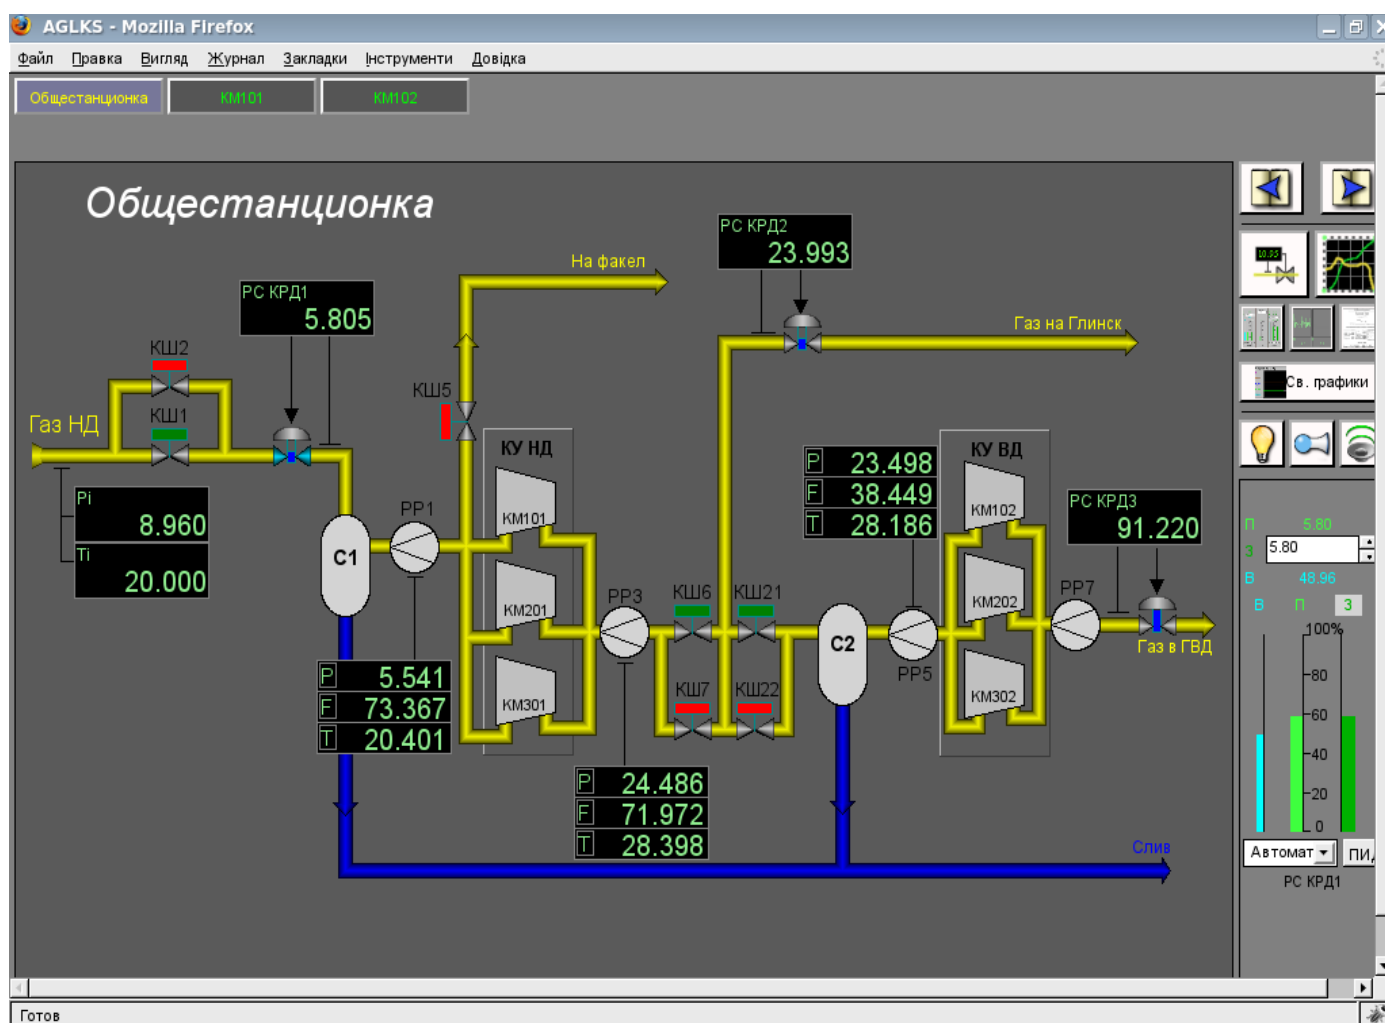 AGLKS - Mozilla Firefox
Файл Правка Вигляд Журнал Закладки Інструменти Довідка
Общестанционка КМ101 КМ102
Общестанционка
РС КРД2
23.993
На факел
РС КРД1
5.805
Газ на Глинск
КШ2
КШ5
Св. графики
КШ1
Газ НД
КУ НД
КУ ВД
P 23.498
F 38.449
T 28.186
Pi
8.960
Ti
20.000
РР1
КМ101
КМ102
РС КРД3
91.220
П 5.80
З 5.80
В 48.96
В П З
С1
КМ201
РР3
КШ6
КШ21
КМ202
РР7
Газ в ГВД
С2
РР5
P 5.541
F 73.367
T 20.401
КМ301
КШ7
КШ22
КМ302
100%
80
60
40
20
0
P 24.486
F 71.972
T 28.398
Слив
Автомат
РС КРД1
Готов